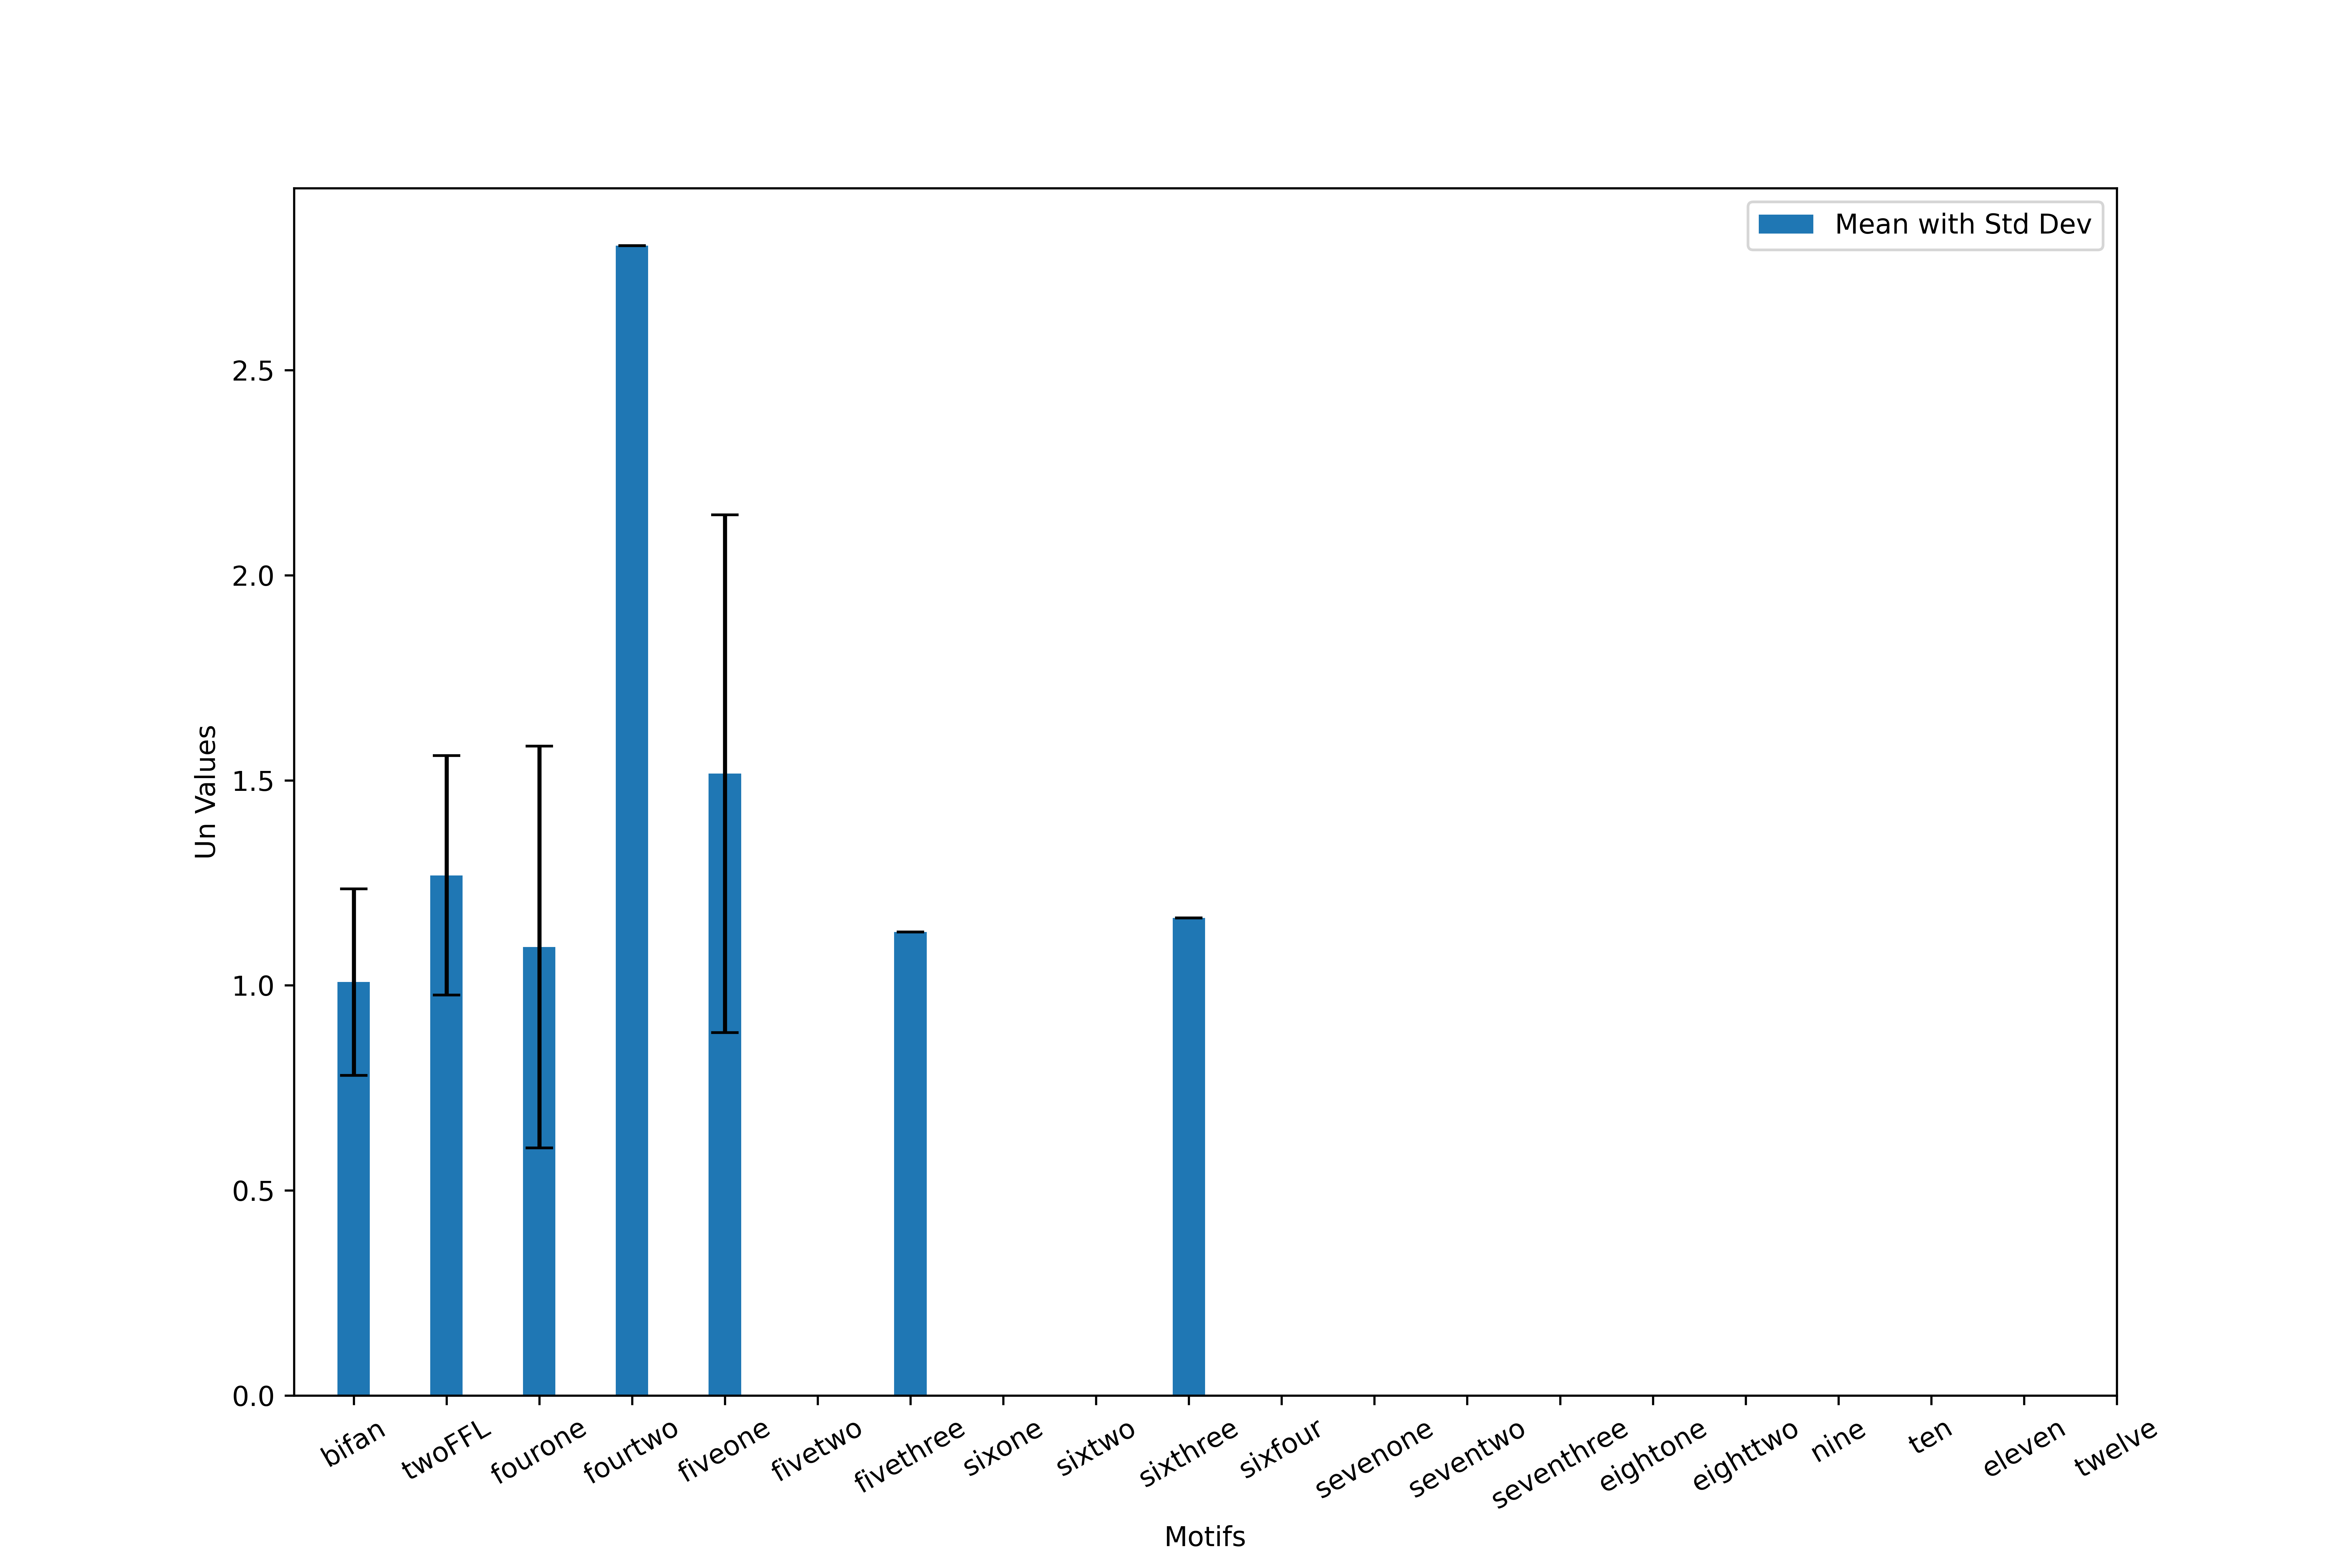 Mean with Std Dev
2.5
2.0
1.5
1.0
0.5
0.0
Un Values
bifan
twoFFL
fourone
fourtwo
fiveone
fivetwo
fivethree
sixone
sixtwo
sixthree
sixfour
sevenone
seventwo
seventhree
eightone
eighttwo
nine
ten
eleven
twelve
Motifs